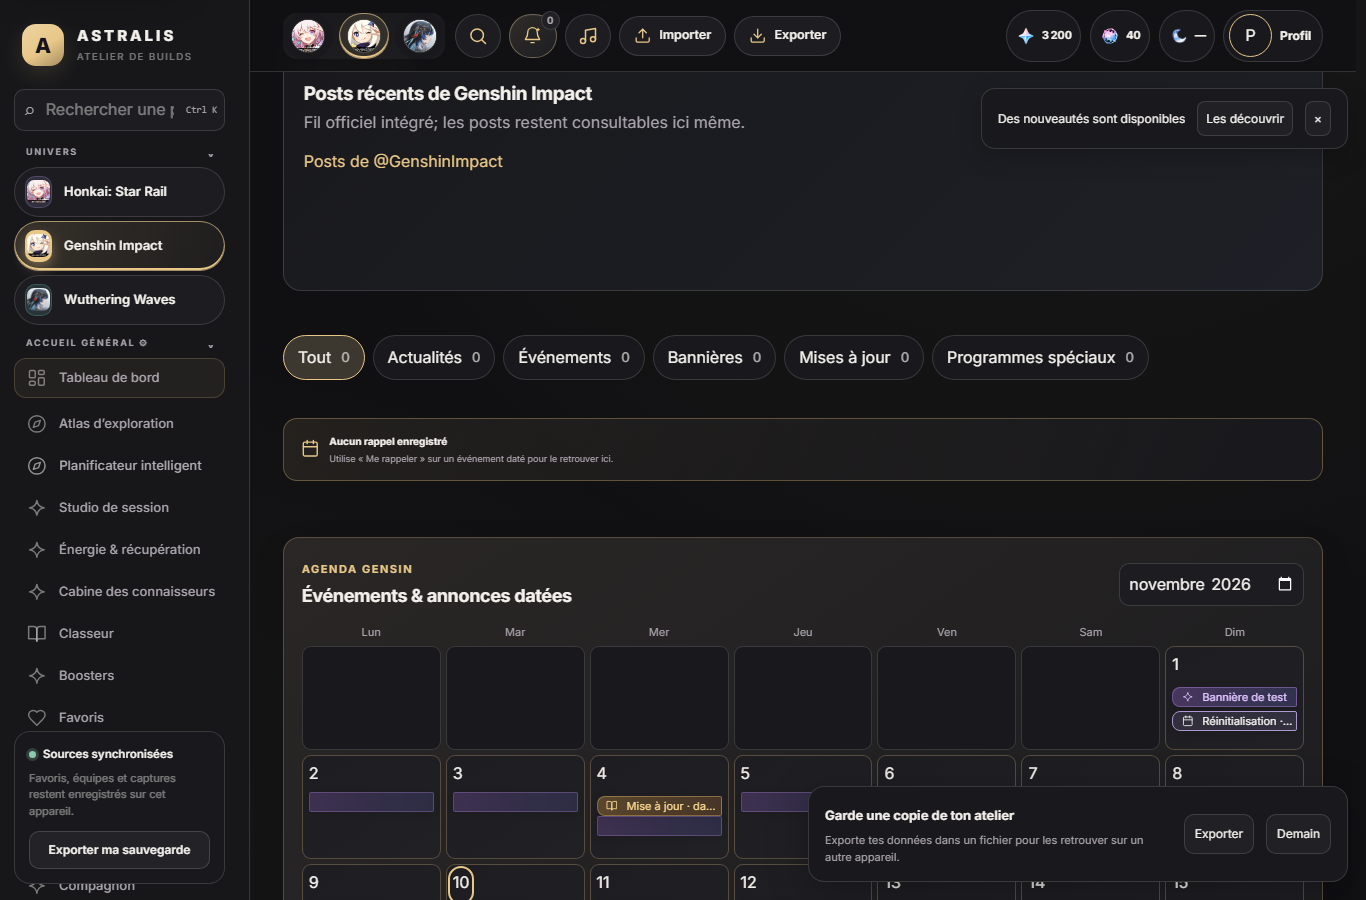 A
ASTRALIS
ATELIER DE BUILDS
Rechercher une p
Ctrl K
UNIVERS
Honkai: Star Rail
Genshin Impact
Wuthering Waves
ACCUEIL GÉNÉRAL
Tableau de bord
Atlas d’exploration
Planificateur intelligent
Studio de session
Énergie & récupération
Cabine des connaisseurs
Classeur
Boosters
Favoris
Sources synchronisées
Favoris, équipes et captures
restent enregistrés sur cet
appareil.
Exporter ma sauvegarde
Compagnon
0
Importer
Exporter
3 200
40
—
P
Profil
Posts récents de Genshin Impact
Fil officiel intégré; les posts restent consultables ici même.
Posts de @GenshinImpact
Des nouveautés sont disponibles
Les découvrir
×
Tout 0
Actualités 0
Événements 0
Bannières 0
Mises à jour 0
Programmes spéciaux 0
Aucun rappel enregistré
Utilise « Me rappeler » sur un événement daté pour le retrouver ici.
AGENDA GENSIN
Événements & annonces datées
novembre 2026
Lun Mar Mer Jeu Ven Sam Dim
1
Bannière de test
Réinitialisation ·...
2 3 4 5 6 7 8
Mise à jour · da...
9 10 11 12 13 14 15
Garde une copie de ton atelier
Exporte tes données dans un fichier pour les retrouver sur un
autre appareil.
Exporter
Demain